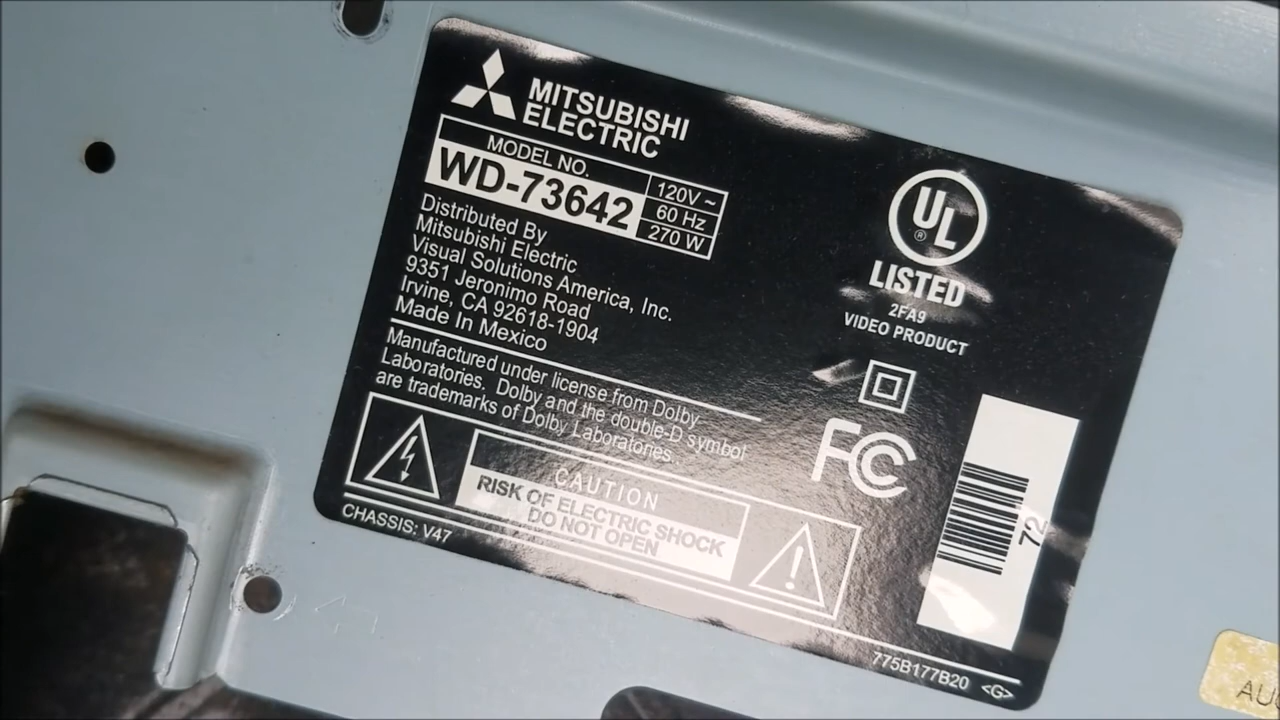 MITSUBISHI
ELECTRIC
MODEL NO.
WD-73642
120V ~
60 Hz
270 W
Distributed By
Mitsubishi Electric
Visual Solutions America, Inc.
9351 Jeronimo Road
Irvine, CA 92618-1904
Made In Mexico
Manufactured under license from Dolby
Laboratories. Dolby and the double-D symbol
are trademarks of Dolby Laboratories.
CAUTION
RISK OF ELECTRIC SHOCK
DO NOT OPEN
CHASSIS: V47
UL
®
LISTED
2FA9
VIDEO PRODUCT
FC
72
775B177B20 <G>